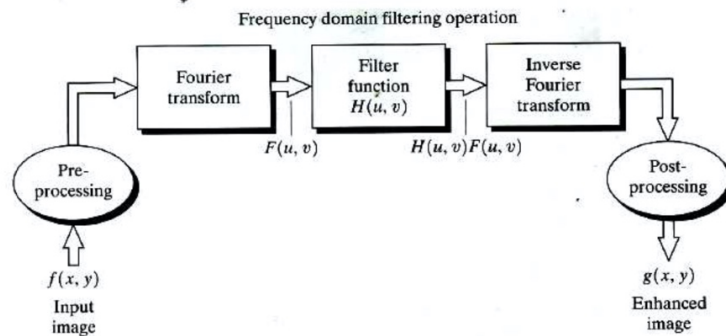 Frequency domain filtering operation
Fourier
transform
Filter
function
H(u, v)
Inverse
Fourier
transform
F(u, v)
H(u, v)F(u, v)
Pre-
processing
Post-
processing
f(x, y)
Input
image
g(x, y)
Enhanced
image